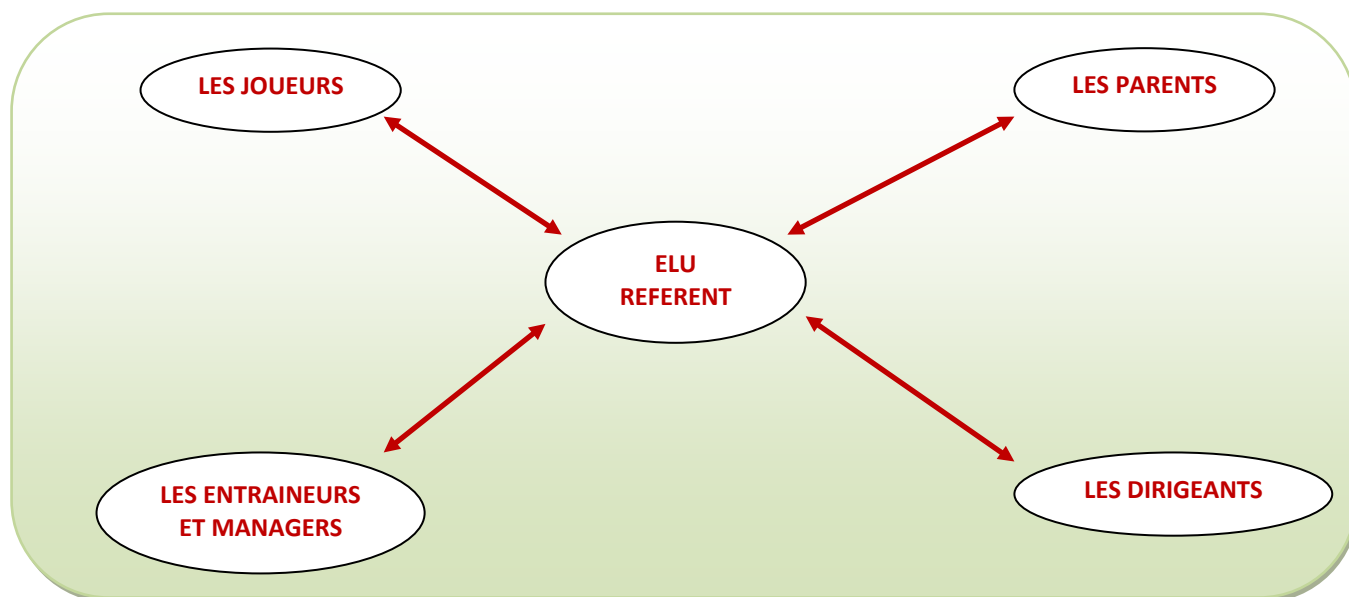 LES JOUEURS
LES PARENTS
ELU
REFERENT
LES ENTRAINEURS
ET MANAGERS
LES DIRIGEANTS